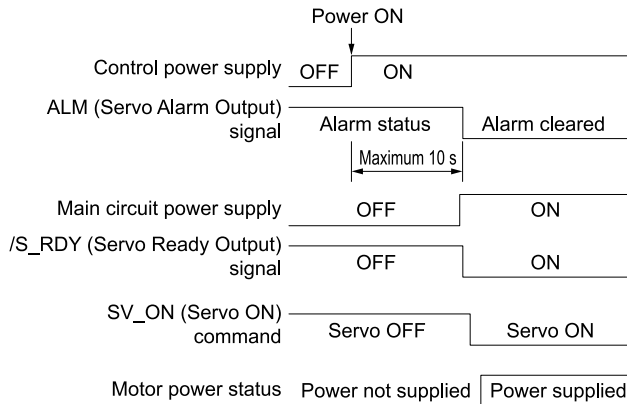 Power ON
Control power supply OFF ON
ALM (Servo Alarm Output)
signal Alarm status Alarm cleared
Maximum 10 s
Main circuit power supply OFF ON
/S_RDY (Servo Ready Output)
signal OFF ON
SV_ON (Servo ON)
command Servo OFF Servo ON
Motor power status Power not supplied Power supplied